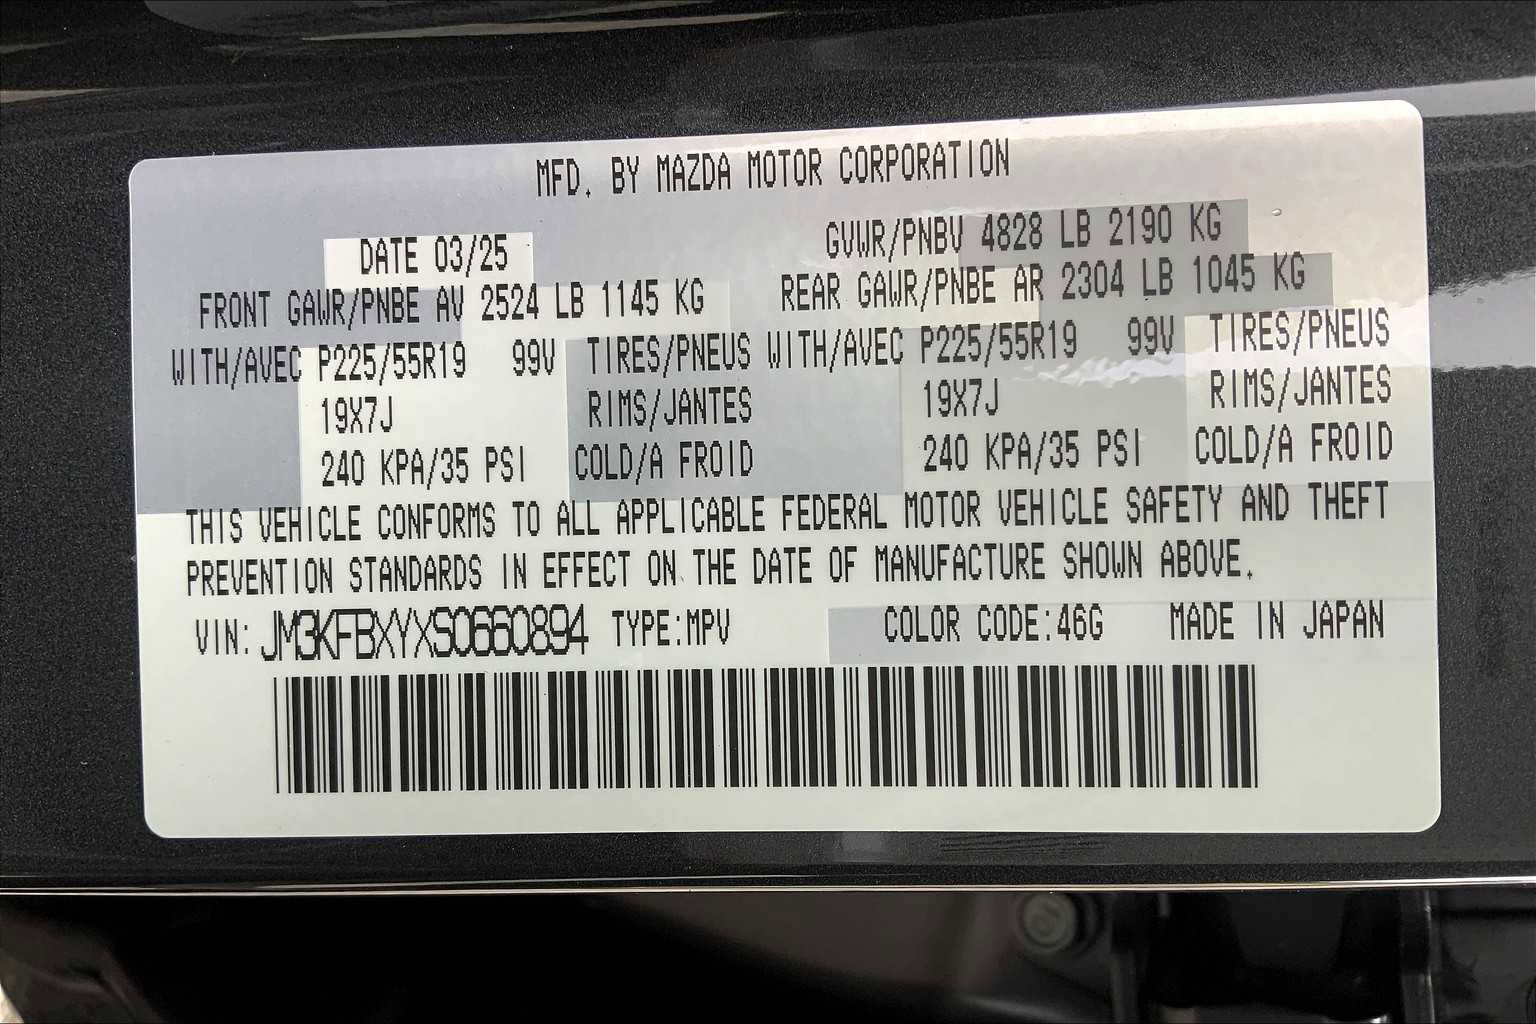 MFD. BY MAZDA MOTOR CORPORATION
DATE 03/25 GVWR/PNBV 4828 LB 2190 KG
FRONT GAWR/PNBE AV 2524 LB 1145 KG REAR GAWR/PNBE AR 2304 LB 1045 KG
WITH/AVEC P225/55R19 99V TIRES/PNEUS WITH/AVEC P225/55R19 99V TIRES/PNEUS
19X7J RIMS/JANTES 19X7J RIMS/JANTES
240 KPA/35 PSI COLD/A FROID 240 KPA/35 PSI COLD/A FROID
THIS VEHICLE CONFORMS TO ALL APPLICABLE FEDERAL MOTOR VEHICLE SAFETY AND THEFT
PREVENTION STANDARDS IN EFFECT ON THE DATE OF MANUFACTURE SHOWN ABOVE.
VIN: JM3KFBXYXS0660894 TYPE:MPV COLOR CODE:46G MADE IN JAPAN